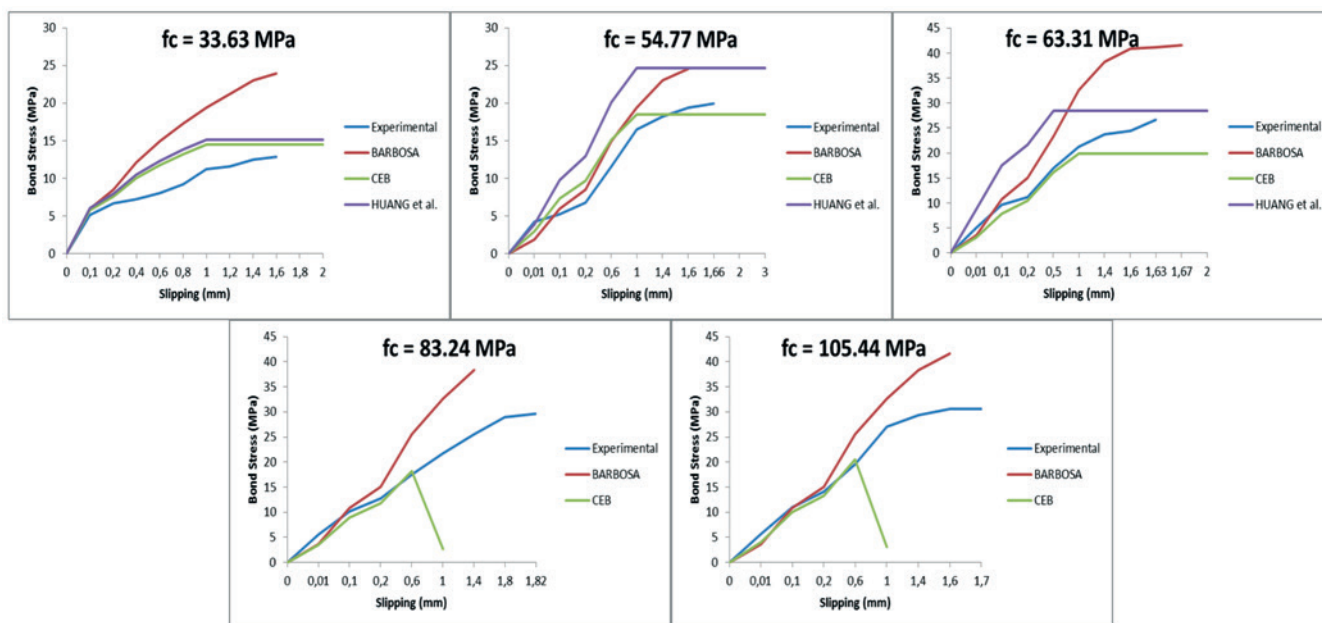 fc = 33.63 MPa
Bond Stress (MPa)
30
25
20
15
10
5
0
0 0,1 0,2 0,4 0,6 0,8 1 1,2 1,4 1,6 1,8 2
Slipping (mm)
Experimental
BARBOSA
CEB
HUANG et al.
fc = 54.77 MPa
Bond Stress (MPa)
30
25
20
15
10
5
0
0 0,01 0,1 0,2 0,6 1 1,4 1,6 1,66 2 3
Slipping (mm)
Experimental
BARBOSA
CEB
HUANG et al.
fc = 63.31 MPa
Bond Stress (MPa)
45
40
35
30
25
20
15
10
5
0
0 0,01 0,1 0,2 0,5 1 1,4 1,6 1,63 1,67 2
Slipping (mm)
Experimental
BARBOSA
CEB
HUANG et al.
fc = 83.24 MPa
Bond Stress (MPa)
45
40
35
30
25
20
15
10
5
0
0 0,01 0,1 0,2 0,6 1 1,4 1,8 1,82
Slipping (mm)
Experimental
BARBOSA
CEB
fc = 105.44 MPa
Bond Stress (MPa)
45
40
35
30
25
20
15
10
5
0
0 0,01 0,1 0,2 0,6 1 1,4 1,6 1,7
Slipping (mm)
Experimental
BARBOSA
CEB